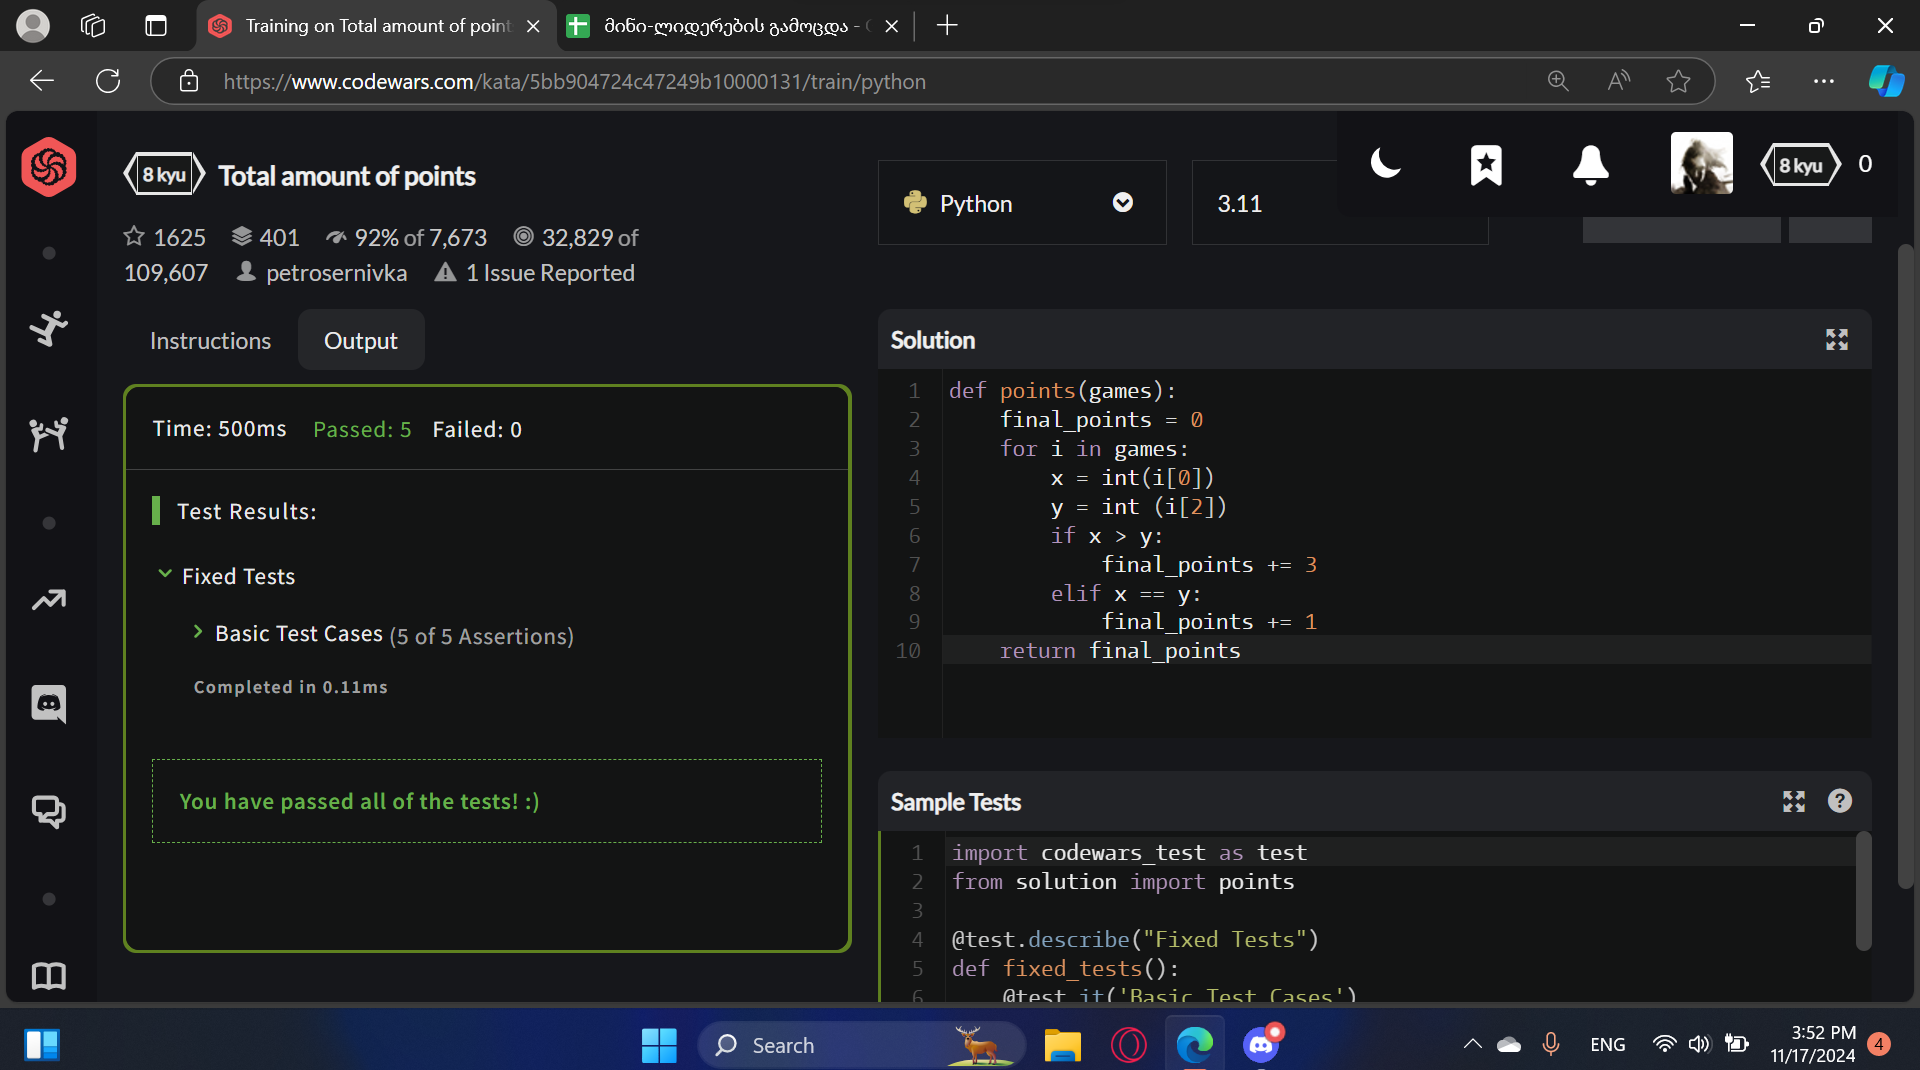 Training on Total amount of point
მინი-ლიდერების გამოცდა -
https://www.codewars.com/kata/5bb904724c47249b10000131/train/python
8 kyu
Total amount of points
1625 401 92% of 7,673 32,829 of
109,607 petrosernivka 1 Issue Reported
Python
3.11
8 kyu 0
Instructions
Output
Time: 500ms Passed: 5 Failed: 0
Test Results:
Fixed Tests
Basic Test Cases (5 of 5 Assertions)
Completed in 0.11ms
You have passed all of the tests! :)
Solution
1 def points(games):
2 final_points = 0
3 for i in games:
4 x = int(i[0])
5 y = int (i[2])
6 if x > y:
7 final_points += 3
8 elif x == y:
9 final_points += 1
10 return final_points
Sample Tests
?
1 import codewars_test as test
2 from solution import points
3
4 @test.describe("Fixed Tests")
5 def fixed_tests():
6 @test.it('Basic Test Cases')
Search
ENG
3:52 PM
11/17/2024
4